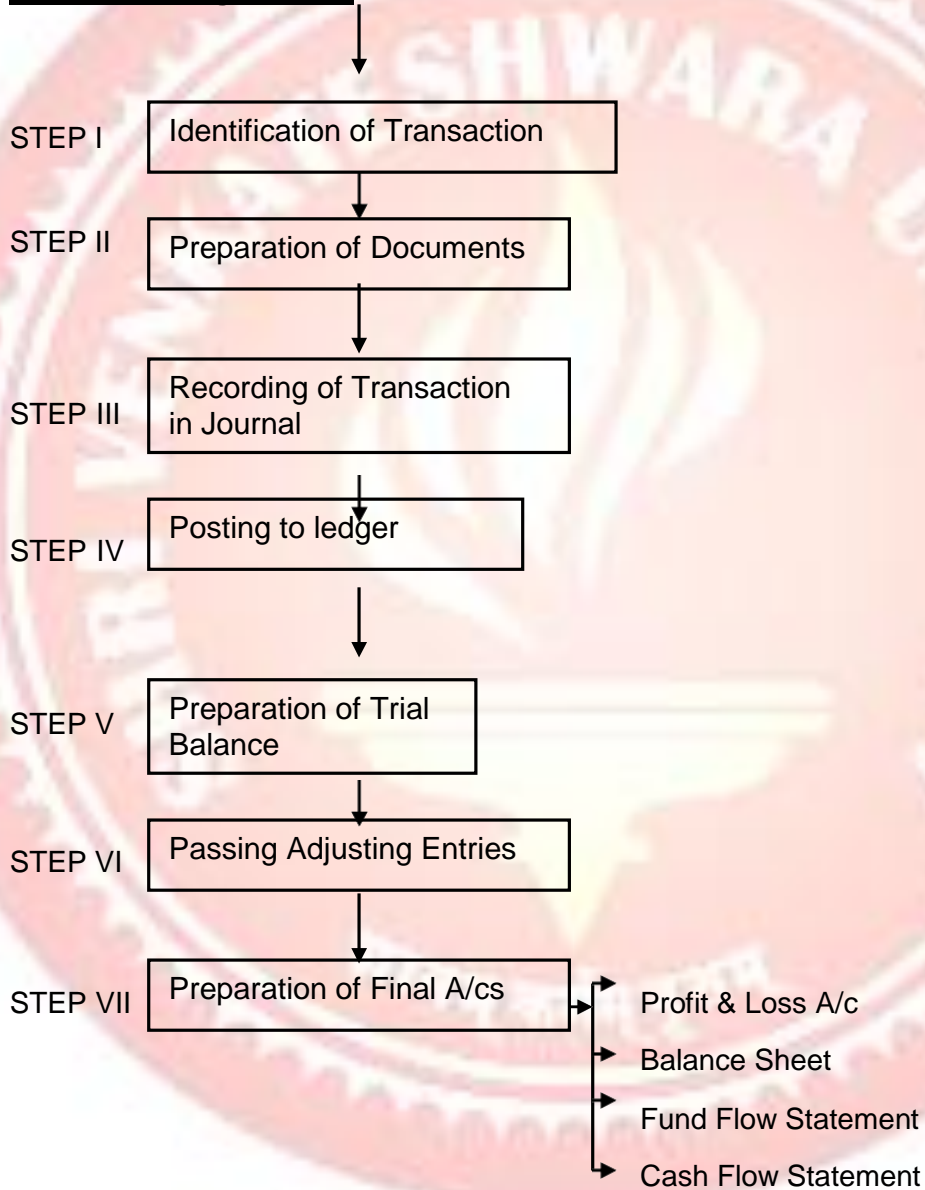 STEP I
Identification of Transaction
STEP II
Preparation of Documents
STEP III
Recording of Transaction
in Journal
STEP IV
Posting to ledger
STEP V
Preparation of Trial
Balance
STEP VI
Passing Adjusting Entries
STEP VII
Preparation of Final A/cs
Profit & Loss A/c
Balance Sheet
Fund Flow Statement
Cash Flow Statement